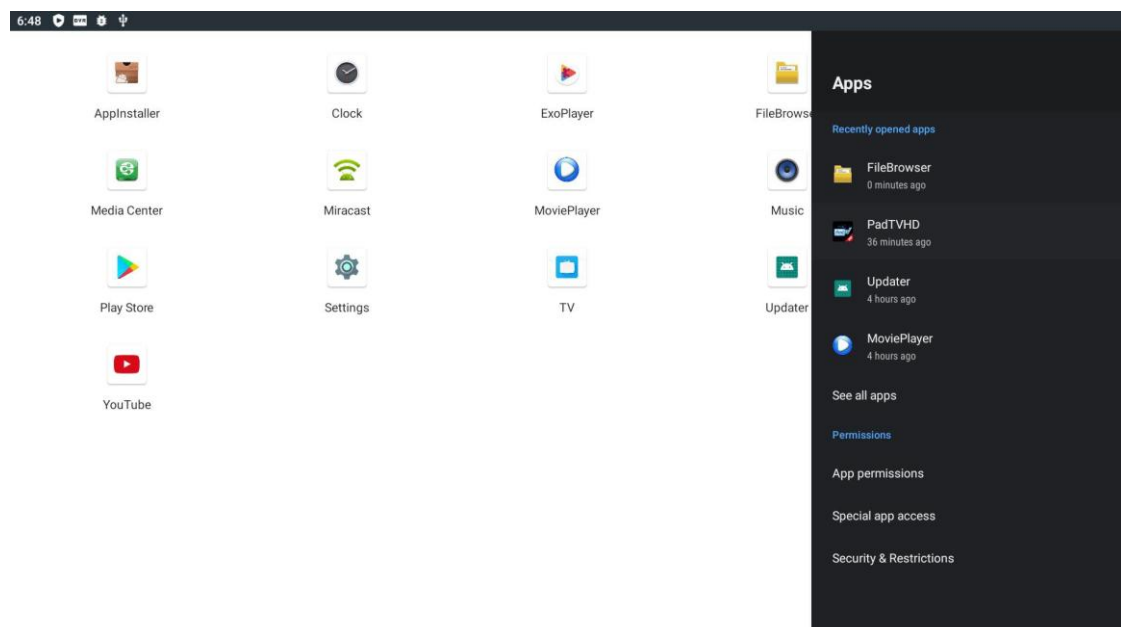 6:48
AppInstaller
Clock
ExoPlayer
FileBrowse
Media Center
Miracast
MoviePlayer
Music
Play Store
Settings
TV
Updater
YouTube
Apps
Recently opened apps
FileBrowser
0 minutes ago
PadTVHD
36 minutes ago
Updater
4 hours ago
MoviePlayer
4 hours ago
See all apps
Permissions
App permissions
Special app access
Security & Restrictions